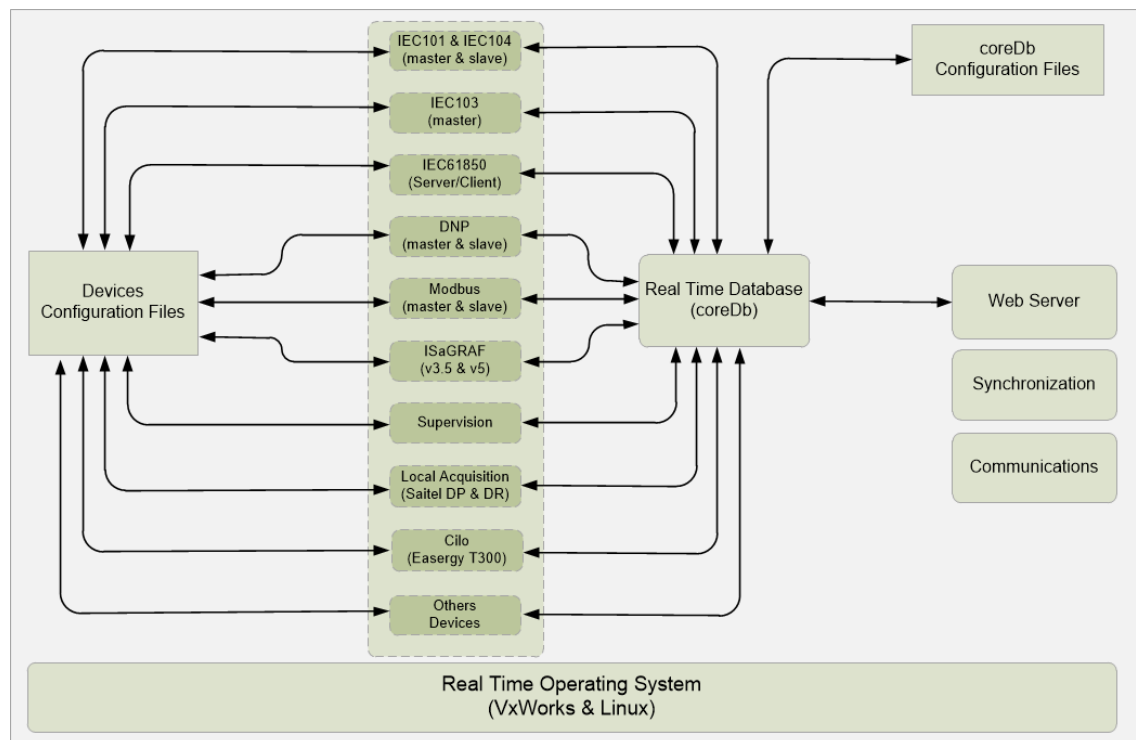 IEC101 & IEC104
(master & slave)
IEC103
(master)
IEC61850
(Server/Client)
DNP
(master & slave)
Modbus
(master & slave)
ISaGRAF
(v3.5 & v5)
Supervision
Local Acquisition
(Saitel DP & DR)
Cilo
(Easergy T300)
Others
Devices
Devices
Configuration Files
Real Time Database
(coreDb)
coreDb
Configuration Files
Web Server
Synchronization
Communications
Real Time Operating System
(VxWorks & Linux)